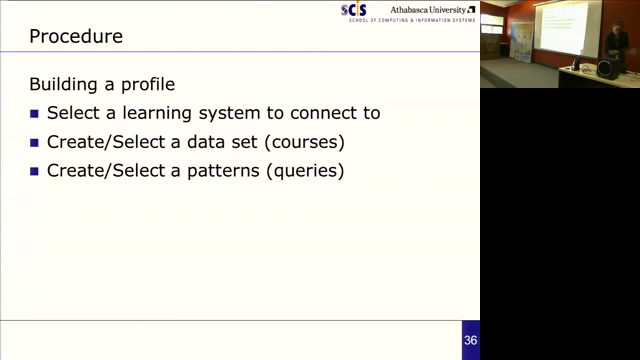 scis
Athabasca University
SCHOOL OF COMPUTING & INFORMATION SYSTEMS
Procedure
Building a profile
Select a learning system to connect to
Create/Select a data set (courses)
Create/Select a patterns (queries)
36